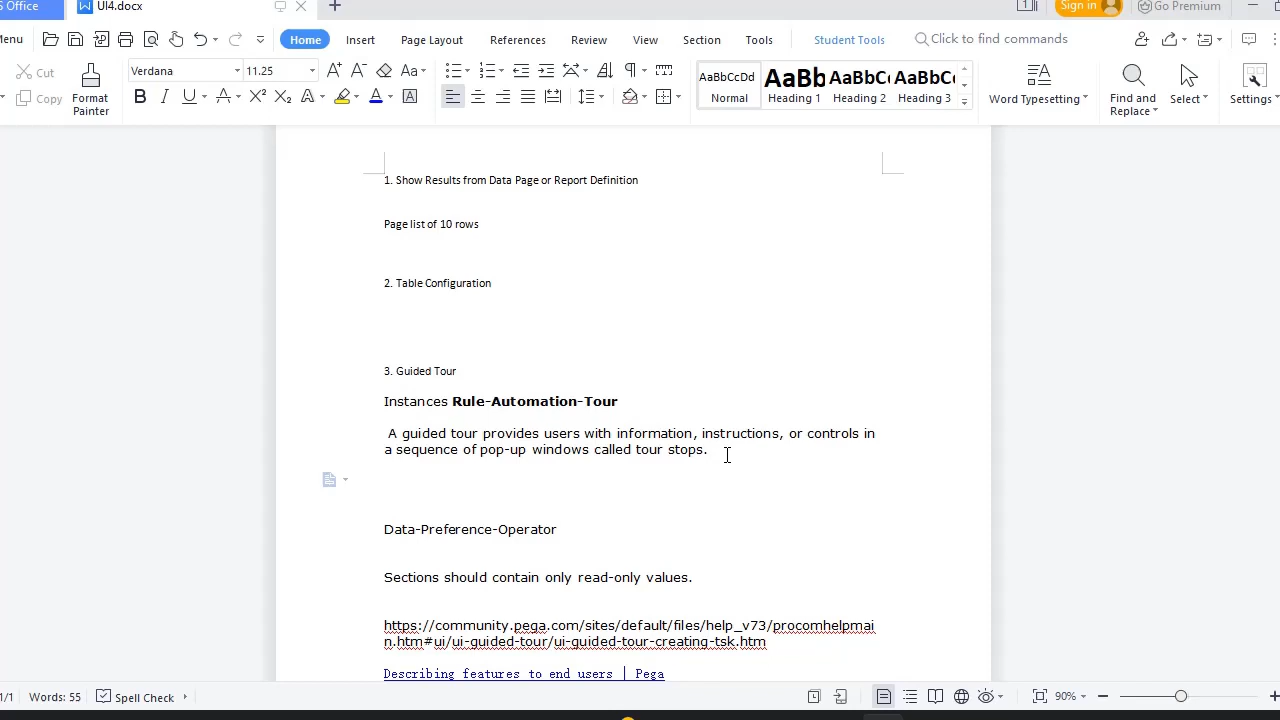 Office
UI4.docx
Sign in
Go Premium
Menu
Home
Insert
Page Layout
References
Review
View
Section
Tools
Student Tools
Click to find commands
Cut
Copy
Format Painter
Verdana
11.25
AaBbCcDd
Normal
AaBb
Heading 1
AaBbC
Heading 2
AaBbC
Heading 3
Word Typesetting
Find and Replace
Select
Settings
1. Show Results from Data Page or Report Definition
Page list of 10 rows
2. Table Configuration
3. Guided Tour
Instances Rule-Automation-Tour
A guided tour provides users with information, instructions, or controls in
a sequence of pop-up windows called tour stops.
Data-Preference-Operator
Sections should contain only read-only values.
https://community.pega.com/sites/default/files/help_v73/procomhelpmai
n.htm#ui/ui-guided-tour/ui-guided-tour-creating-tsk.htm
Describing features to end users | Pega
1/1
Words: 55
Spell Check
90%